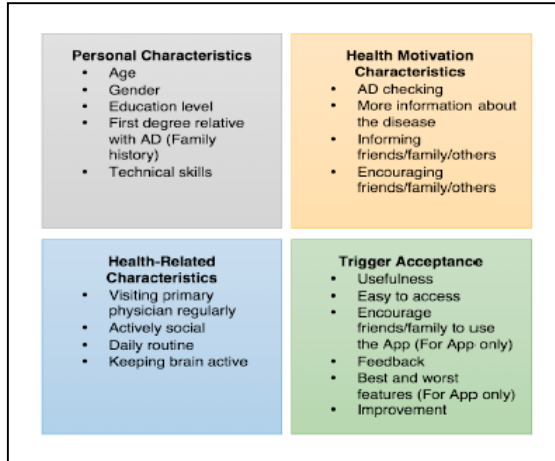 Personal Characteristics
• Age
• Gender
• Education level
• First degree relative
with AD (Family
history)
• Technical skills
Health Motivation
Characteristics
• AD checking
• More information about
the disease
• Informing
friends/family/others
• Encouraging
friends/family/others
Health-Related
Characteristics
• Visiting primary
physician regularly
• Actively social
• Daily routine
• Keeping brain active
Trigger Acceptance
• Usefulness
• Easy to access
• Encourage
friends/family to use
the App (For App only)
• Feedback
• Best and worst
features (For App only)
• Improvement